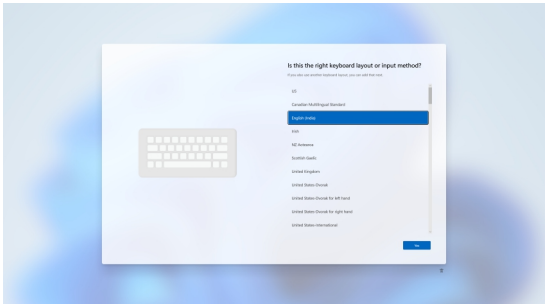 Is this the right keyboard layout or input method?
If you also use another keyboard layout, you can add that next.
US
Canadian Multilingual Standard
English (India)
Irish
NZ Aotearoa
Scottish Gaelic
United Kingdom
United States-Dvorak
United States-Dvorak for left hand
United States-Dvorak for right hand
United States-International
Yes